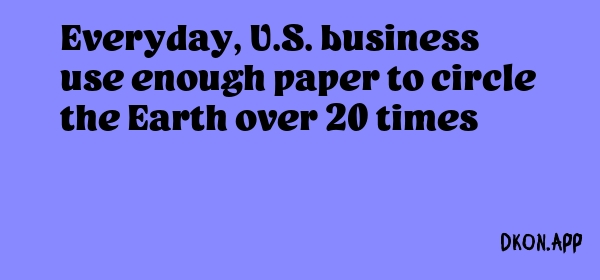 Everyday, U.S. business
use enough paper to circle
the Earth over 20 times
DKON.APP